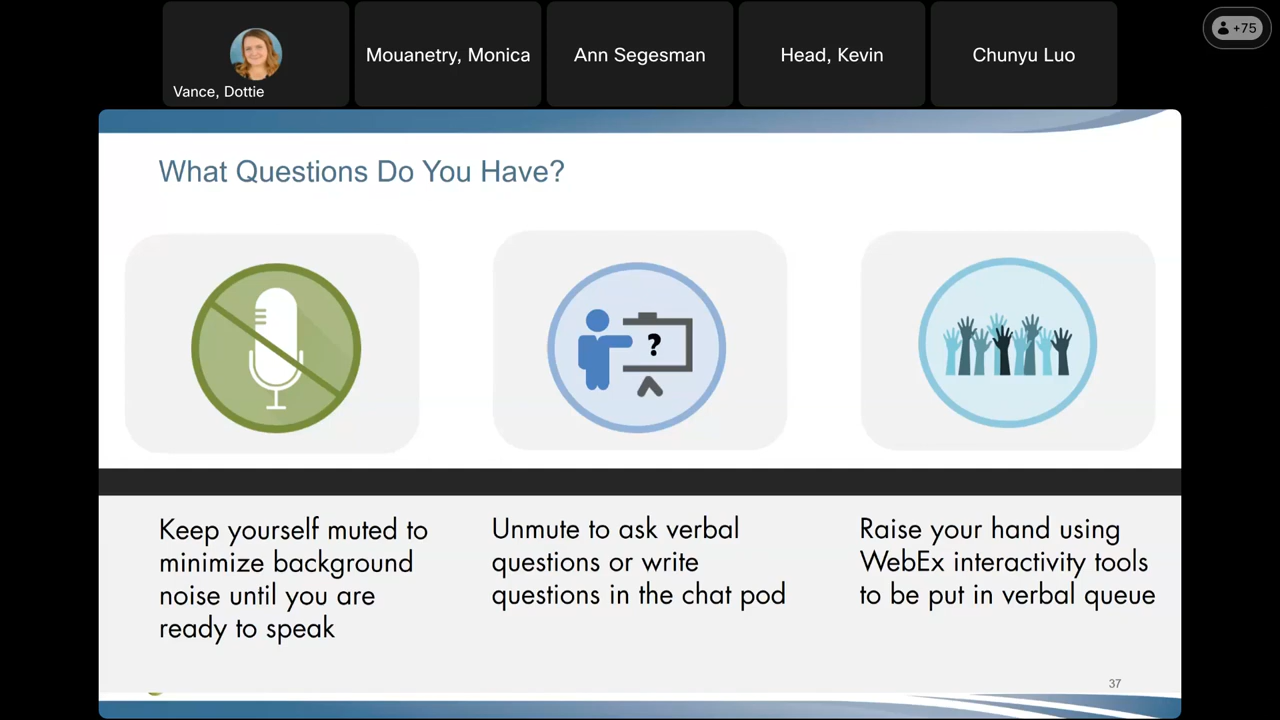 +75
Mouanetry, Monica
Ann Segesman
Head, Kevin
Chunyu Luo
Vance, Dottie
What Questions Do You Have?
?
Keep yourself muted to
minimize background
noise until you are
ready to speak
Unmute to ask verbal
questions or write
questions in the chat pod
Raise your hand using
WebEx interactivity tools
to be put in verbal queue
37